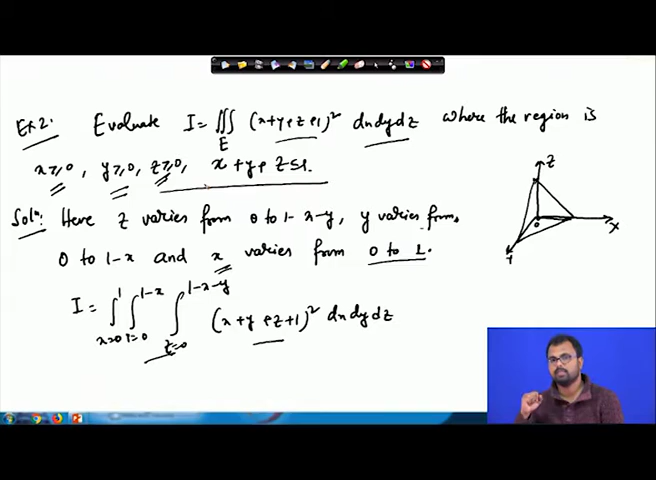 Ex 2. Evaluate I = ∭ (x+y+z+1)² dxdydz where the region is
E
x≥0, y≥0, z≥0, x+y+z≤1.
Z
Soln: Here z varies from 0 to 1-x-y, y varies from
O
X
Y
0 to 1-x and x varies from 0 to 1.
I = ∫_{x=0}^{1} ∫_{y=0}^{1-x} ∫_{z=0}^{1-x-y} (x+y+z+1)² dxdydz